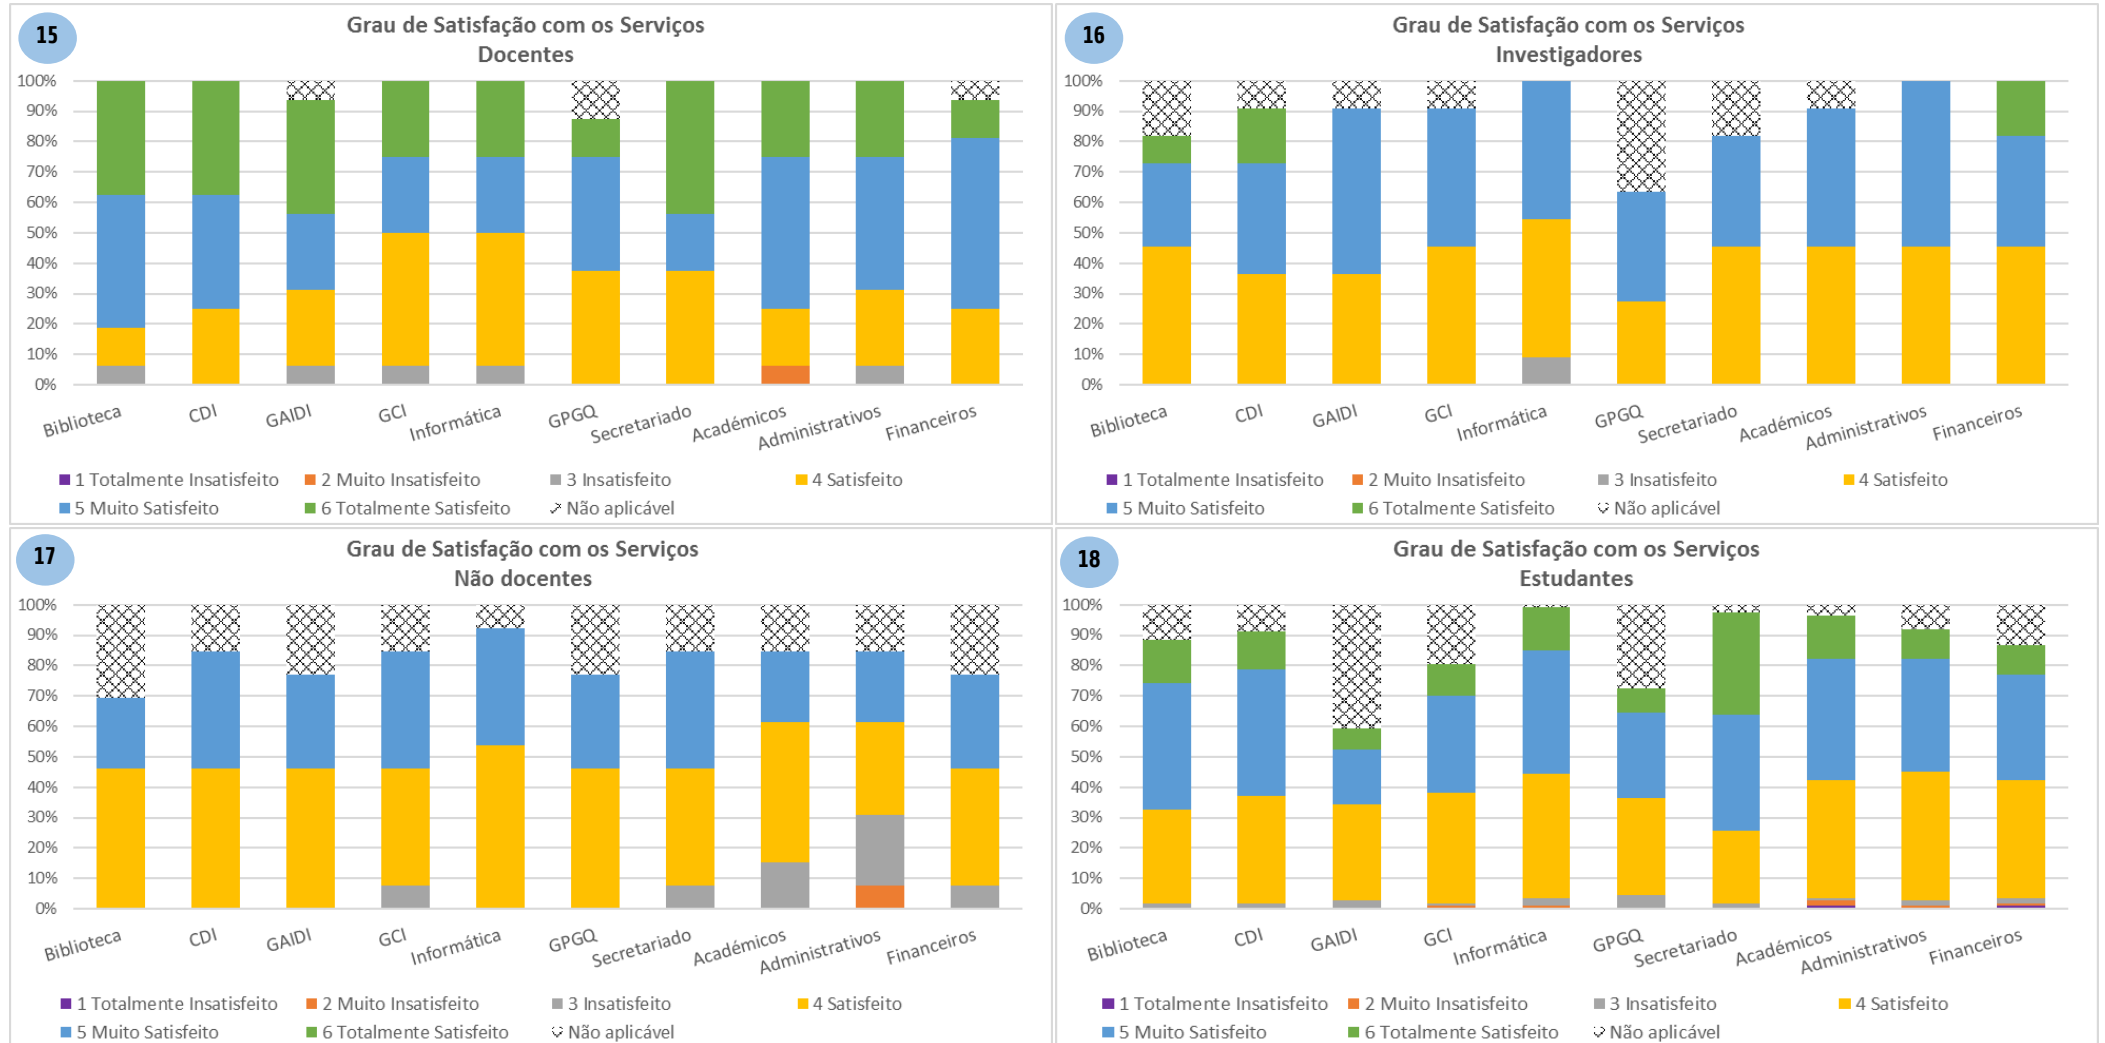 15
Grau de Satisfação com os Serviços
Docentes
100%
90%
80%
70%
60%
50%
40%
30%
20%
10%
0%
Biblioteca CDI GAIDI GCI Informática GPGQ Secretariado Académicos Administrativos Financeiros
1 Totalmente Insatisfeito 2 Muito Insatisfeito 3 Insatisfeito 4 Satisfeito
5 Muito Satisfeito 6 Totalmente Satisfeito Não aplicável
16
Grau de Satisfação com os Serviços
Investigadores
100%
90%
80%
70%
60%
50%
40%
30%
20%
10%
0%
Biblioteca CDI GAIDI GCI Informática GPGQ Secretariado Académicos Administrativos Financeiros
1 Totalmente Insatisfeito 2 Muito Insatisfeito 3 Insatisfeito 4 Satisfeito
5 Muito Satisfeito 6 Totalmente Satisfeito Não aplicável
17
Grau de Satisfação com os Serviços
Não docentes
100%
90%
80%
70%
60%
50%
40%
30%
20%
10%
0%
Biblioteca CDI GAIDI GCI Informática GPGQ Secretariado Académicos Administrativos Financeiros
1 Totalmente Insatisfeito 2 Muito Insatisfeito 3 Insatisfeito 4 Satisfeito
5 Muito Satisfeito 6 Totalmente Satisfeito Não aplicável
18
Grau de Satisfação com os Serviços
Estudantes
100%
90%
80%
70%
60%
50%
40%
30%
20%
10%
0%
Biblioteca CDI GAIDI GCI Informática GPGQ Secretariado Académicos Administrativos Financeiros
1 Totalmente Insatisfeito 2 Muito Insatisfeito 3 Insatisfeito 4 Satisfeito
5 Muito Satisfeito 6 Totalmente Satisfeito Não aplicável